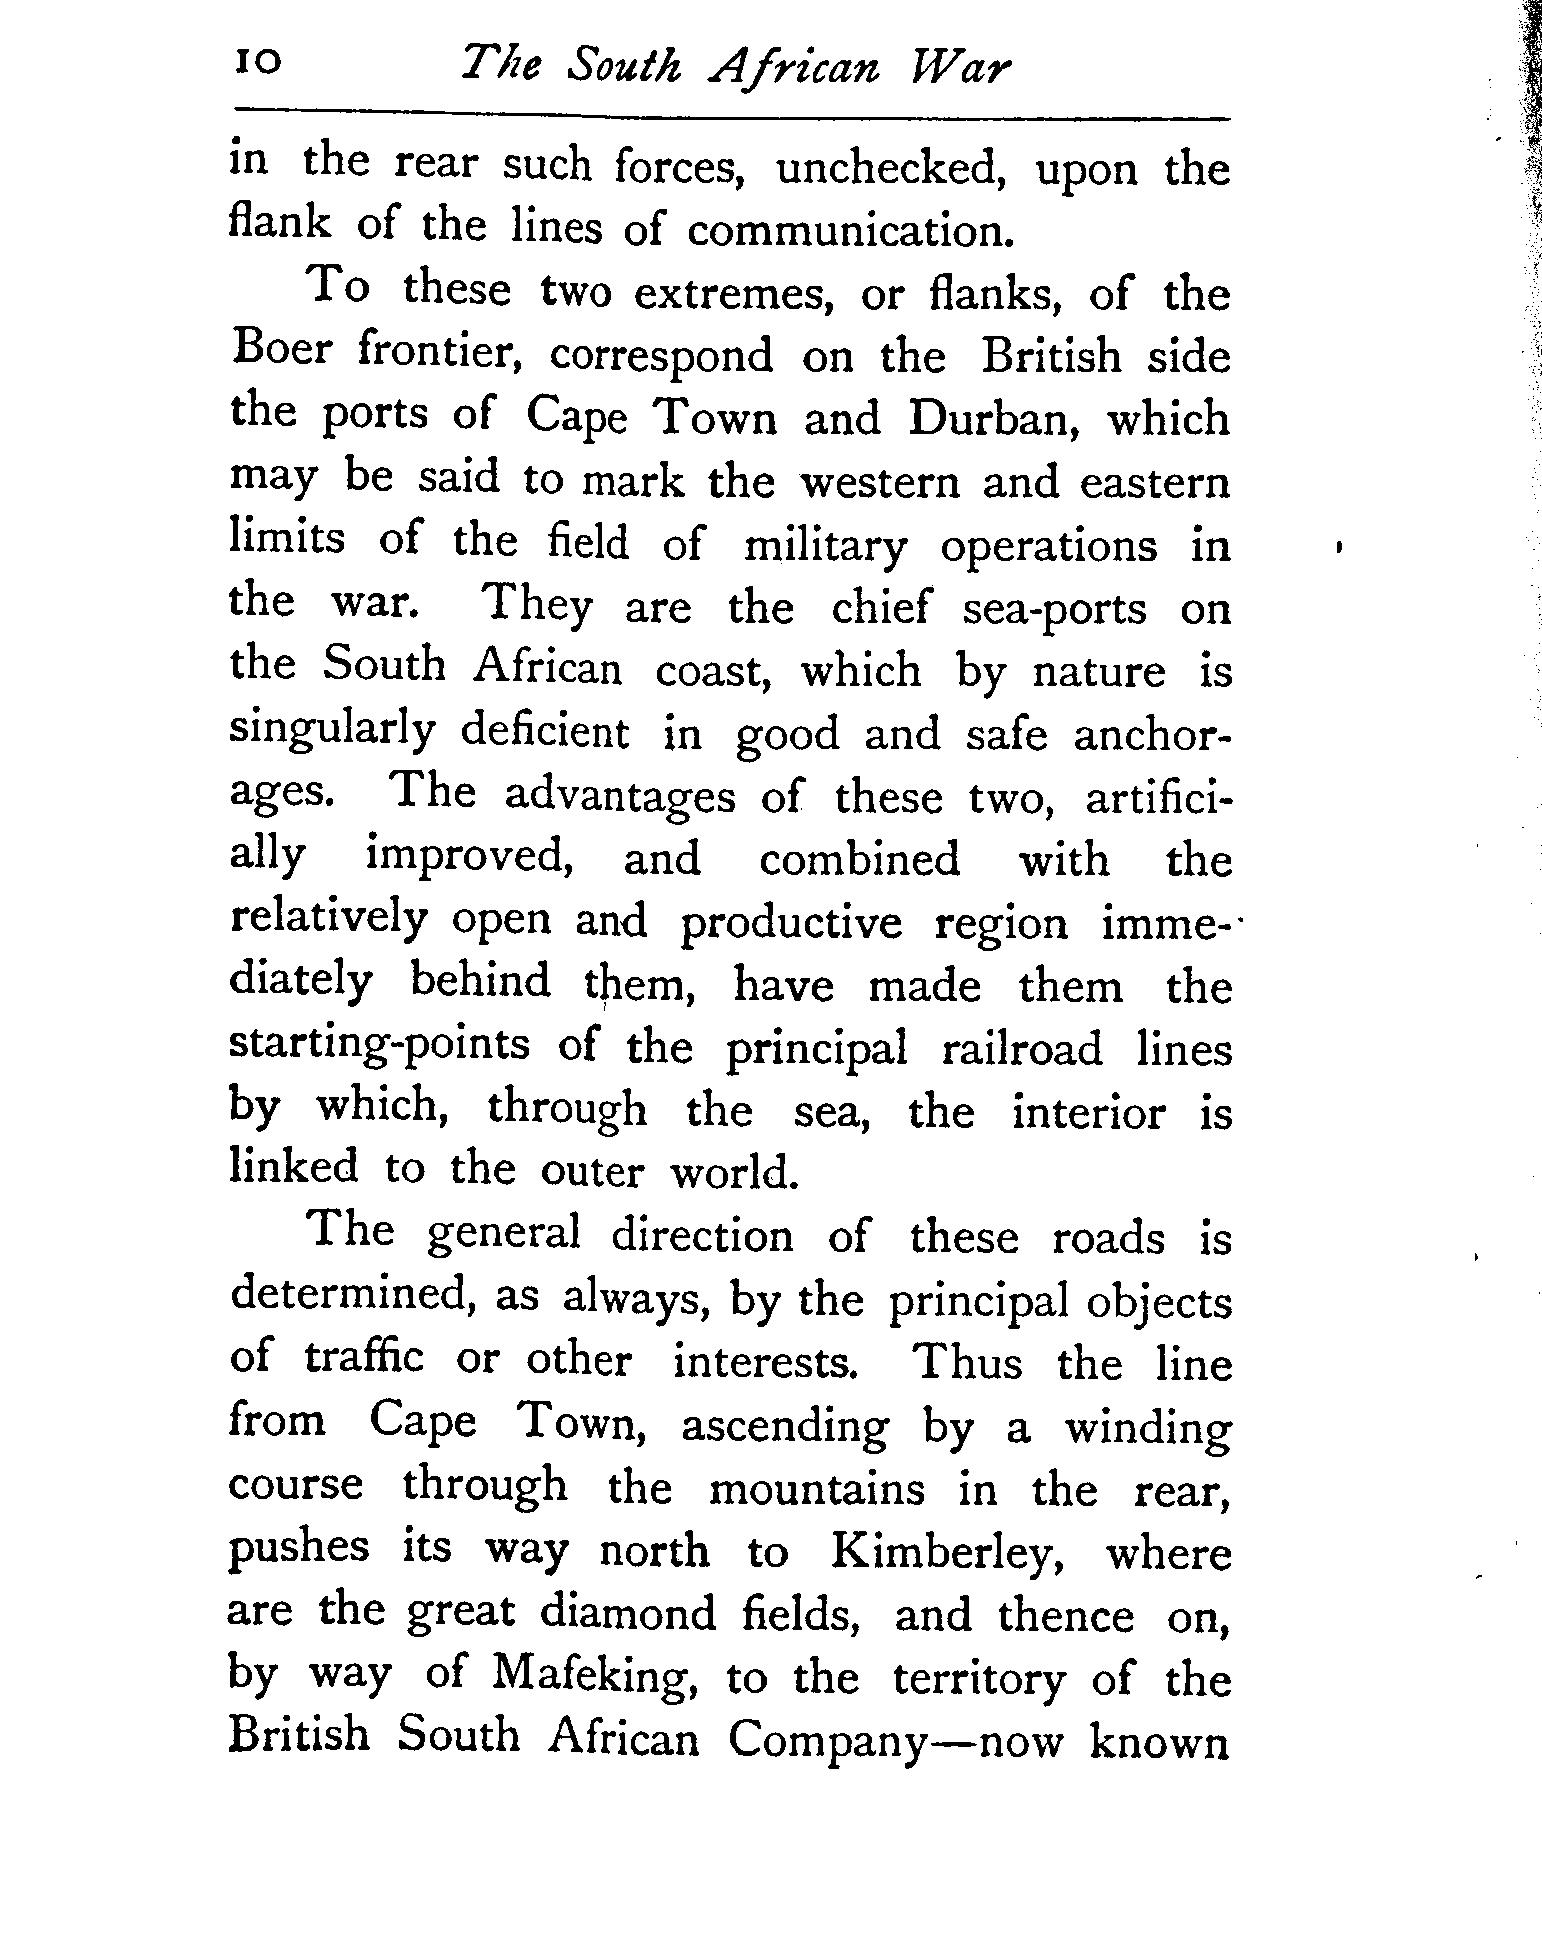 10 The South African War
in the rear such forces, unchecked, upon the
flank of the lines of communication.
To these two extremes, or flanks, of the
Boer frontier, correspond on the British side
the ports of Cape Town and Durban, which
may be said to mark the western and eastern
limits of the field of military operations in
the war. They are the chief sea-ports on
the South African coast, which by nature is
singularly deficient in good and safe anchor-
ages. The advantages of these two, artifici-
ally improved, and combined with the
relatively open and productive region imme-
diately behind them, have made them the
starting-points of the principal railroad lines
by which, through the sea, the interior is
linked to the outer world.
The general direction of these roads is
determined, as always, by the principal objects
of traffic or other interests. Thus the line
from Cape Town, ascending by a winding
course through the mountains in the rear,
pushes its way north to Kimberley, where
are the great diamond fields, and thence on,
by way of Mafeking, to the territory of the
British South African Company—now known